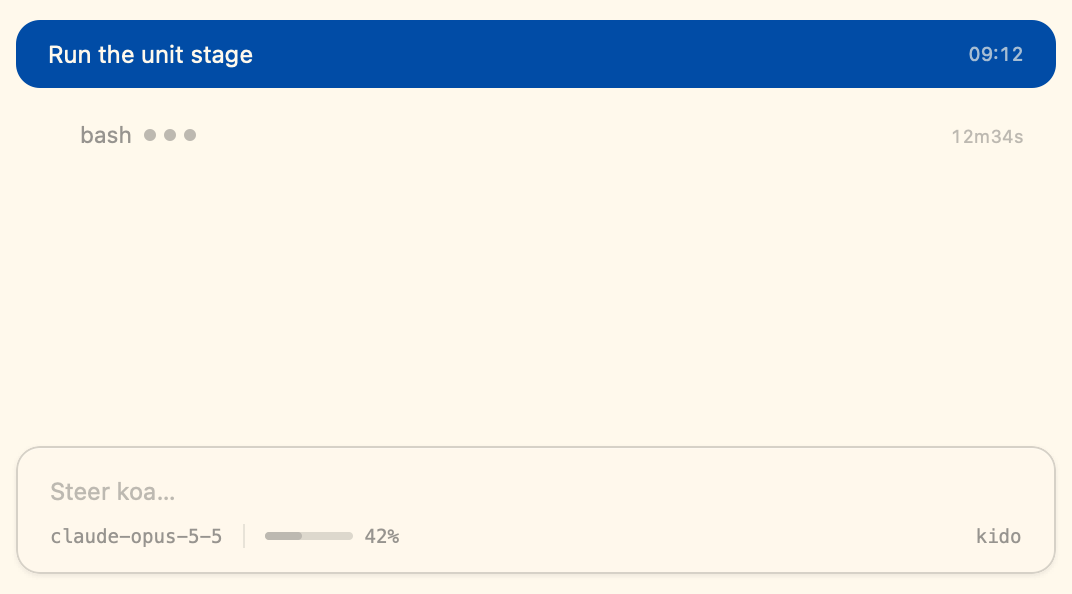 Run the unit stage 09:12
bash 12m34s
Steer koa...
claude-opus-5-5 42% kido